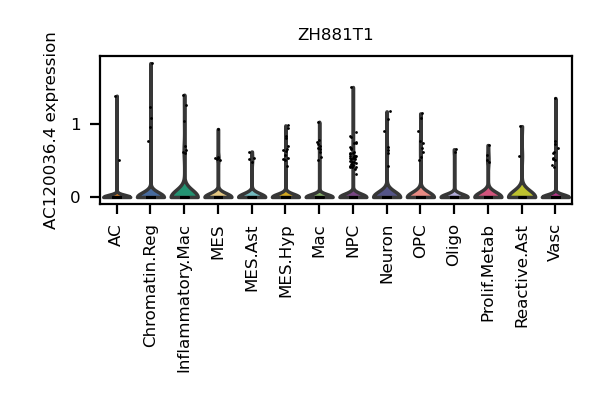 ZH881T1
AC120036.4 expression
1
0
AC
Chromatin.Reg
Inflammatory.Mac
MES
MES.Ast
MES.Hyp
Mac
NPC
Neuron
OPC
Oligo
Prolif.Metab
Reactive.Ast
Vasc